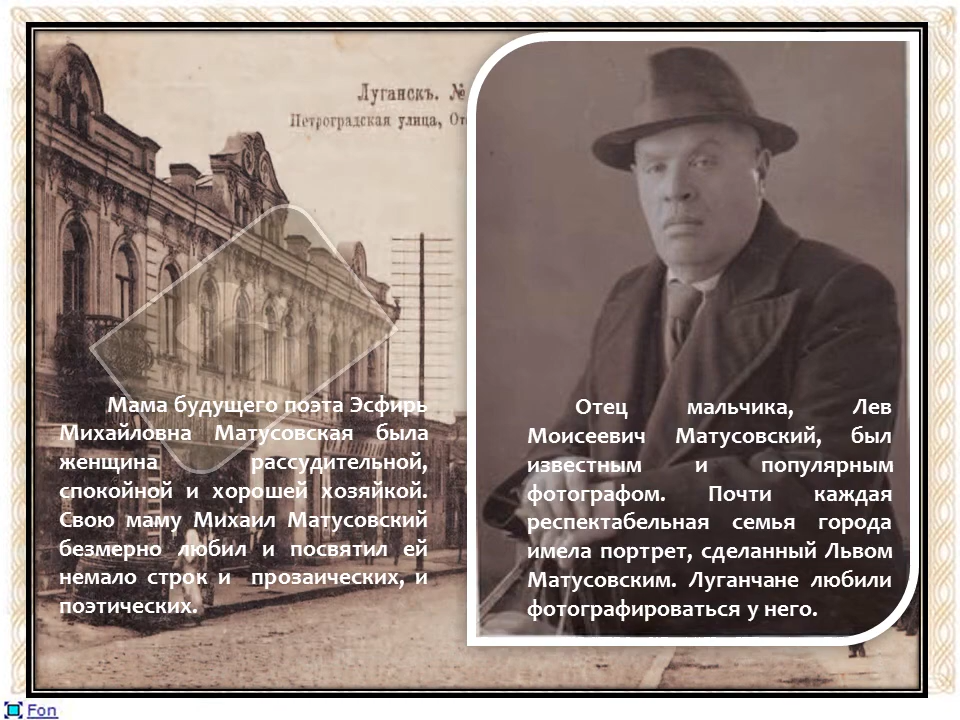 Луганскъ. №
Петроградская улица, От
Мама будущего поэта Эсфирь
Михайловна Матусовская была
женщина рассудительной,
спокойной и хорошей хозяйкой.
Свою маму Михаил Матусовский
безмерно любил и посвятил ей
немало строк и прозаических, и
поэтических.
Отец мальчика, Лев
Моисеевич Матусовский, был
известным и популярным
фотографом. Почти каждая
респектабельная семья города
имела портрет, сделанный Львом
Матусовским. Луганчане любили
фотографироваться у него.
Fon